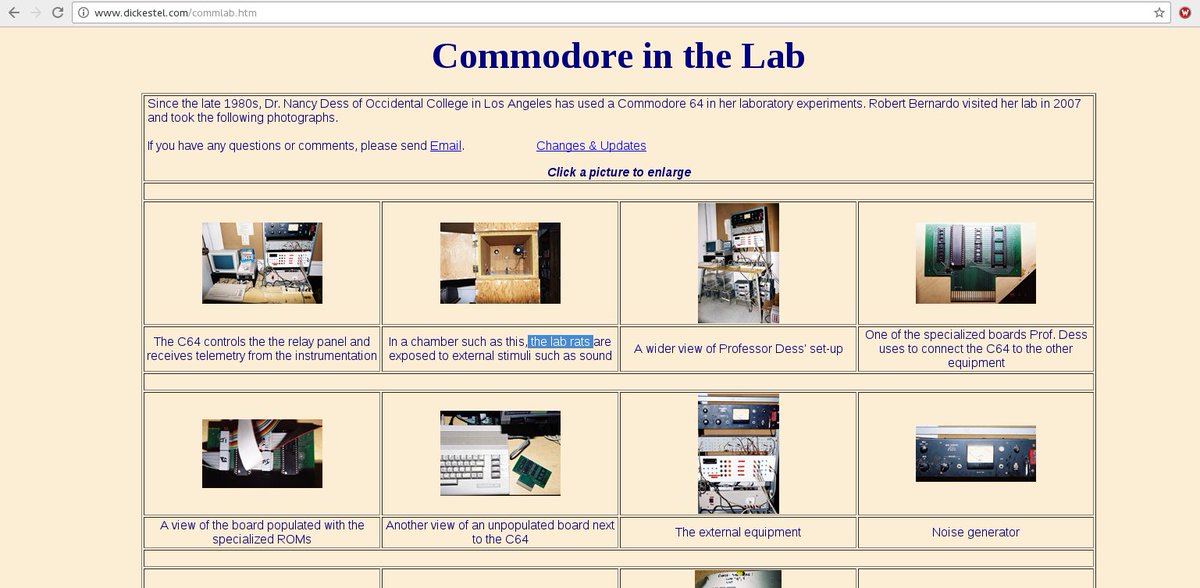 www.dickestel.com/commlab.htm
Commodore in the Lab
Since the late 1980s, Dr. Nancy Dess of Occidental College in Los Angeles has used a Commodore 64 in her laboratory experiments. Robert Bernardo visited her lab in 2007
and took the following photographs.
If you have any questions or comments, please send Email. Changes & Updates
Click a picture to enlarge
The C64 controls the the relay panel and
receives telemetry from the instrumentation
In a chamber such as this, the lab rats are
exposed to external stimuli such as sound
A wider view of Professor Dess' set-up
One of the specialized boards Prof. Dess
uses to connect the C64 to the other
equipment
A view of the board populated with the
specialized ROMs
Another view of an unpopulated board next
to the C64
The external equipment
Noise generator